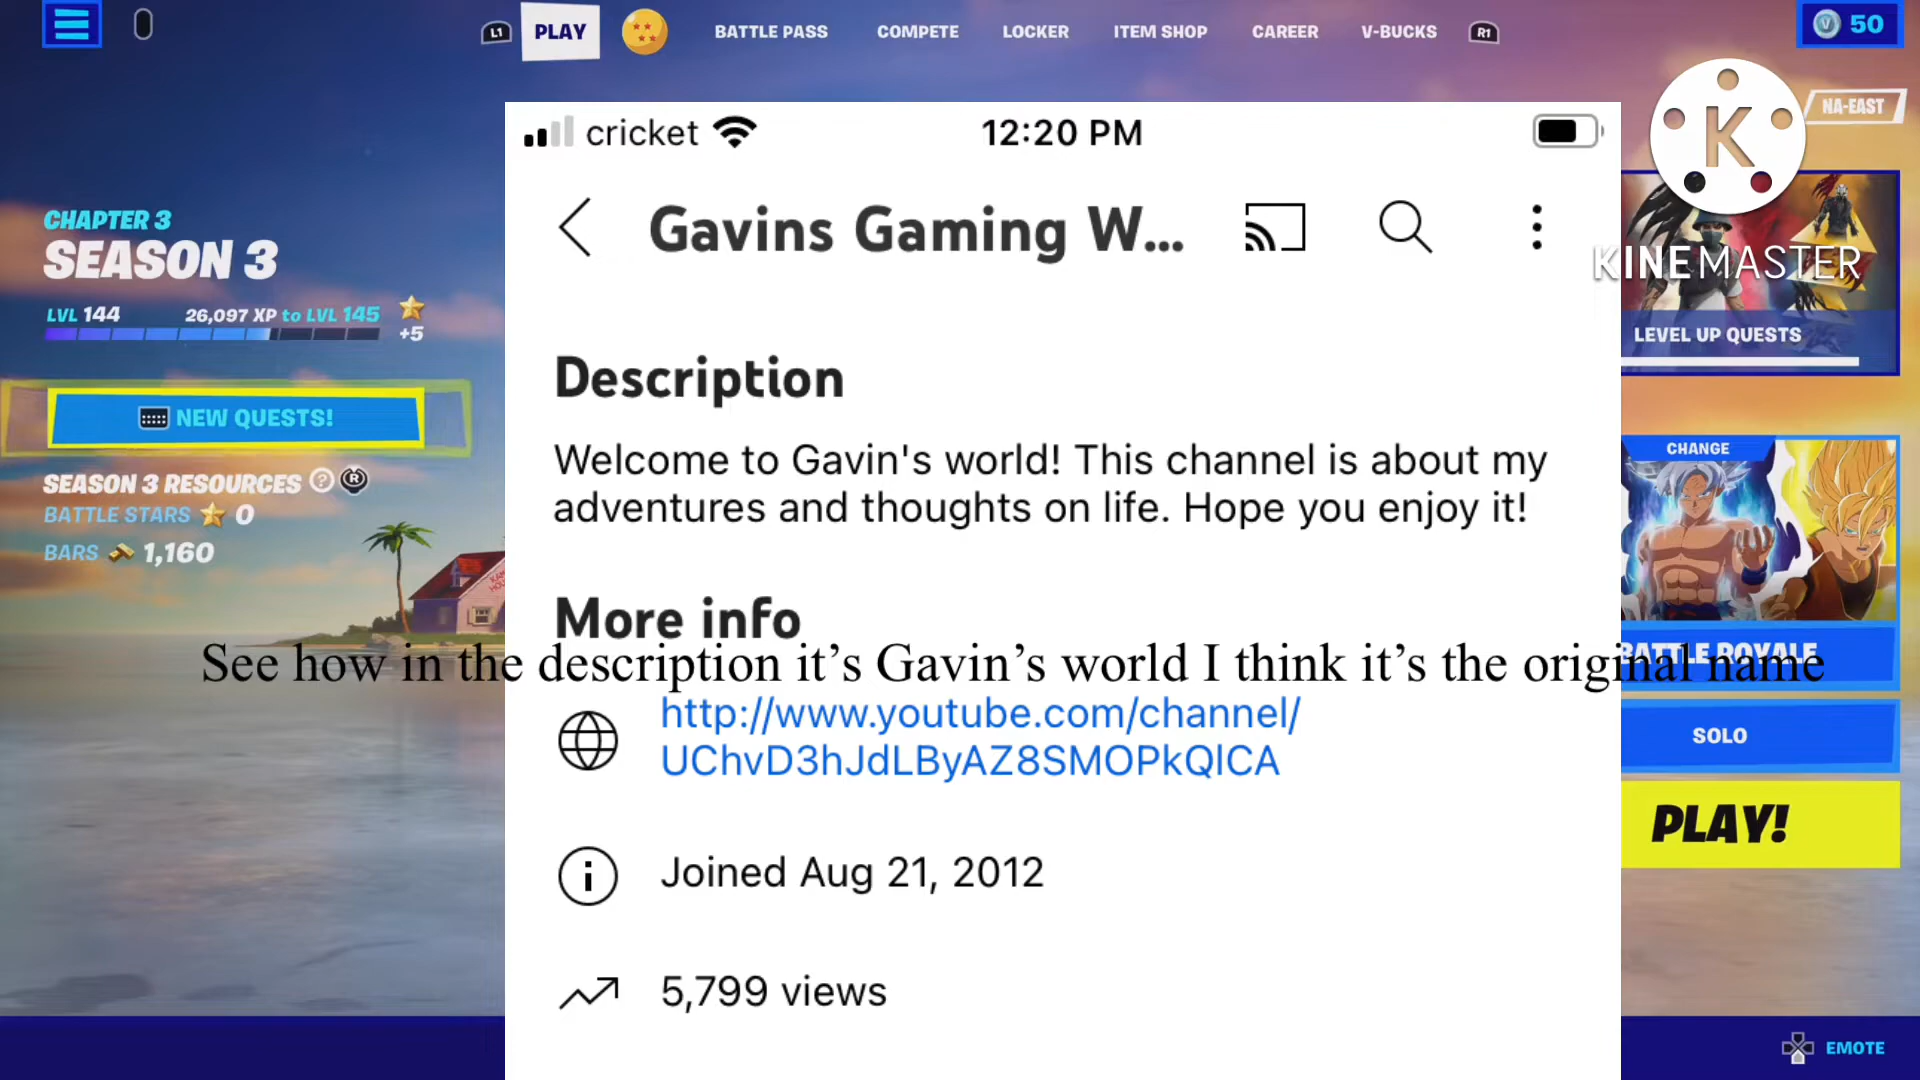 L1
PLAY
BATTLE PASS
COMPETE
LOCKER
ITEM SHOP
CAREER
V-BUCKS
R1
V 50
NA-EAST
K
KINEMASTER
CHAPTER 3
SEASON 3
LVL 144
26,097 XP to LVL 145
+5
NEW QUESTS!
SEASON 3 RESOURCES ? R
BATTLE STARS 0
BARS 1,160
cricket
12:20 PM
Gavins Gaming W...
Description
Welcome to Gavin's world! This channel is about my
adventures and thoughts on life. Hope you enjoy it!
More info
See how in the description it’s Gavin’s world I think it’s the original name
http://www.youtube.com/channel/
UChvD3hJdLByAZ8SMOPkQlCA
Joined Aug 21, 2012
5,799 views
LEVEL UP QUESTS
CHANGE
BATTLE ROYALE
SOLO
PLAY!
EMOTE